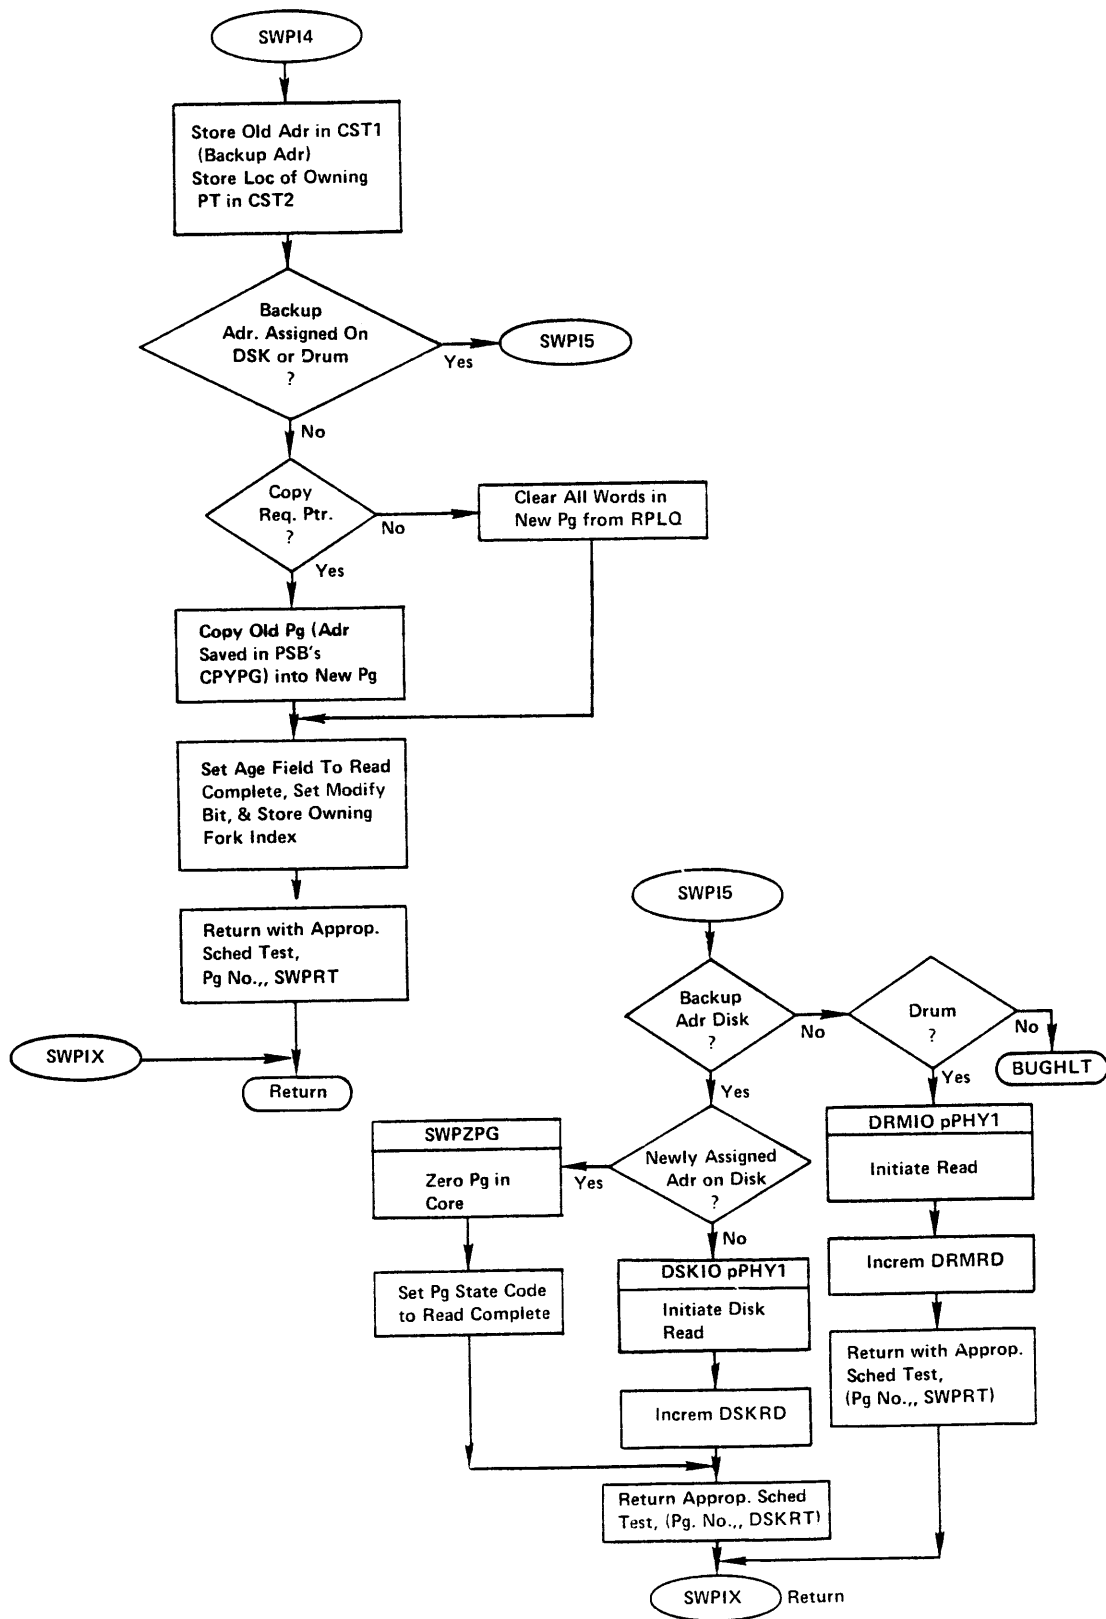 SWPI4
Store Old Adr in CST1
(Backup Adr)
Store Loc of Owning
PT in CST2
Backup
Adr. Assigned On
DSK or Drum
?
Yes
SWPI5
No
Copy
Req. Ptr.
?
No
Clear All Words in
New Pg from RPLQ
Yes
Copy Old Pg (Adr
Saved in PSB's
CPYPG) into New Pg
Set Age Field To Read
Complete, Set Modify
Bit, & Store Owning
Fork Index
Return with Approp.
Sched Test,
Pg No.,, SWPRT
SWPIX
Return
SWPI5
Backup
Adr Disk
?
No
Drum
?
No
BUGHLT
Yes
Yes
DRMIO pPHY1
Initiate Read
Increm DRMRD
Return with Approp.
Sched Test,
(Pg No.,, SWPRT)
Newly Assigned
Adr on Disk
?
Yes
SWPZPG
Zero Pg in
Core
Set Pg State Code
to Read Complete
No
DSKIO pPHY1
Initiate Disk
Read
Increm DSKRD
Return Approp. Sched
Test, (Pg. No.,, DSKRT)
SWPIX
Return